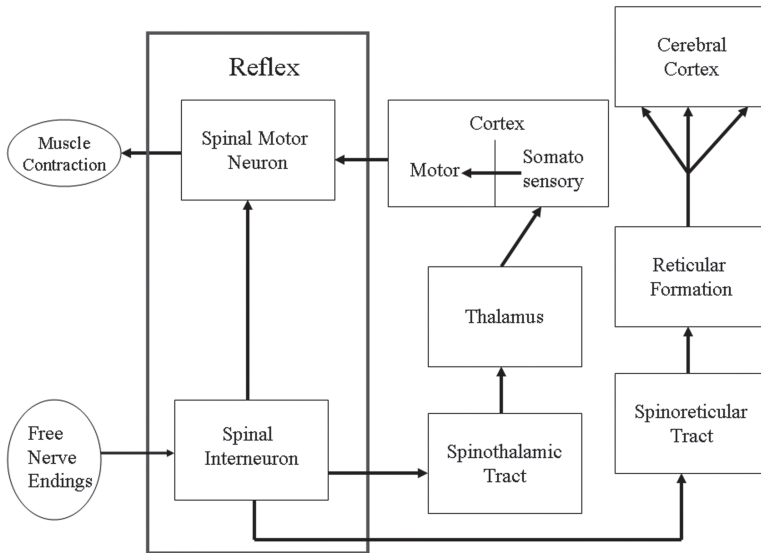 Reflex
Cerebral
Cortex
Muscle
Contraction
Spinal Motor
Neuron
Cortex
Motor
Somato
sensory
Reticular
Formation
Thalamus
Free
Nerve
Endings
Spinal
Interneuron
Spinothalamic
Tract
Spinoreticular
Tract